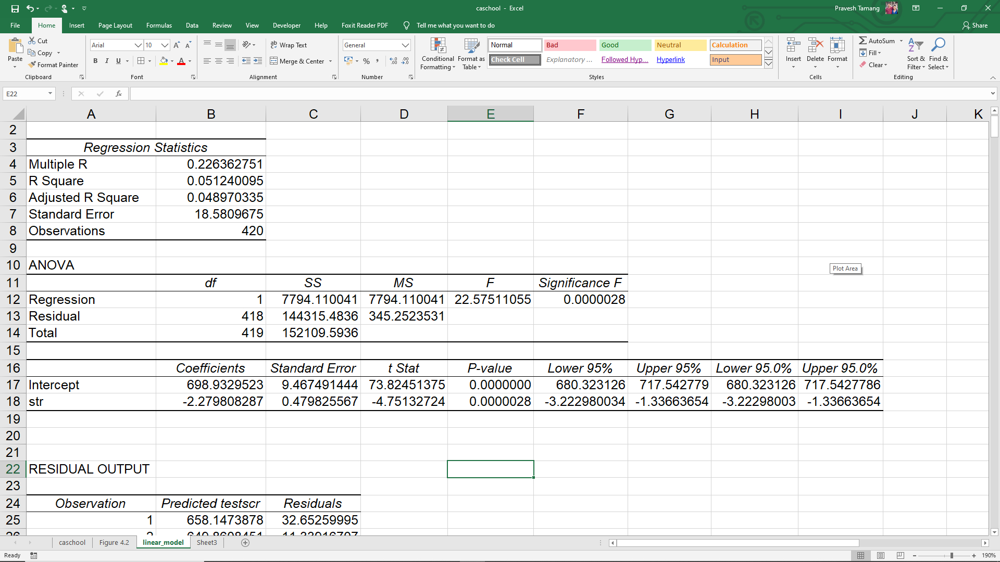 caschool - Excel
Pravesh Tamang
File Home Insert Page Layout Formulas Data Review View Developer Help Foxit Reader PDF Tell me what you want to do Share
Paste
Cut
Copy
Format Painter
Clipboard
Arial 10
B I U
Font
Wrap Text
Merge & Center
Alignment
General
Number
Conditional Formatting
Format as Table
Normal Bad Good Neutral Calculation
Check Cell Explanatory ... Followed Hyp... Hyperlink Input
Styles
Insert Delete Format
Cells
AutoSum
Fill
Clear
Sort & Filter
Find & Select
Editing
E22
fx
A B C D E F G H I J K
2
3 Regression Statistics
4 Multiple R 0.226362751
5 R Square 0.051240095
6 Adjusted R Square 0.048970335
7 Standard Error 18.5809675
8 Observations 420
9
10 ANOVA
Plot Area
11 df SS MS F Significance F
12 Regression 1 7794.110041 7794.110041 22.57511055 0.0000028
13 Residual 418 144315.4836 345.2523531
14 Total 419 152109.5936
15
16 Coefficients Standard Error t Stat P-value Lower 95% Upper 95% Lower 95.0% Upper 95.0%
17 Intercept 698.9329523 9.467491444 73.82451375 0.0000000 680.323126 717.542779 680.323126 717.5427786
18 str -2.279808287 0.479825567 -4.75132724 0.0000028 -3.222980034 -1.33663654 -3.22298003 -1.33663654
19
20
21
22 RESIDUAL OUTPUT
23
24 Observation Predicted testscr Residuals
25 1 658.1473878 32.65259995
26 2 649.8608451 11.33916707
caschool Figure 4.2 linear_model Sheet3
Ready
190%